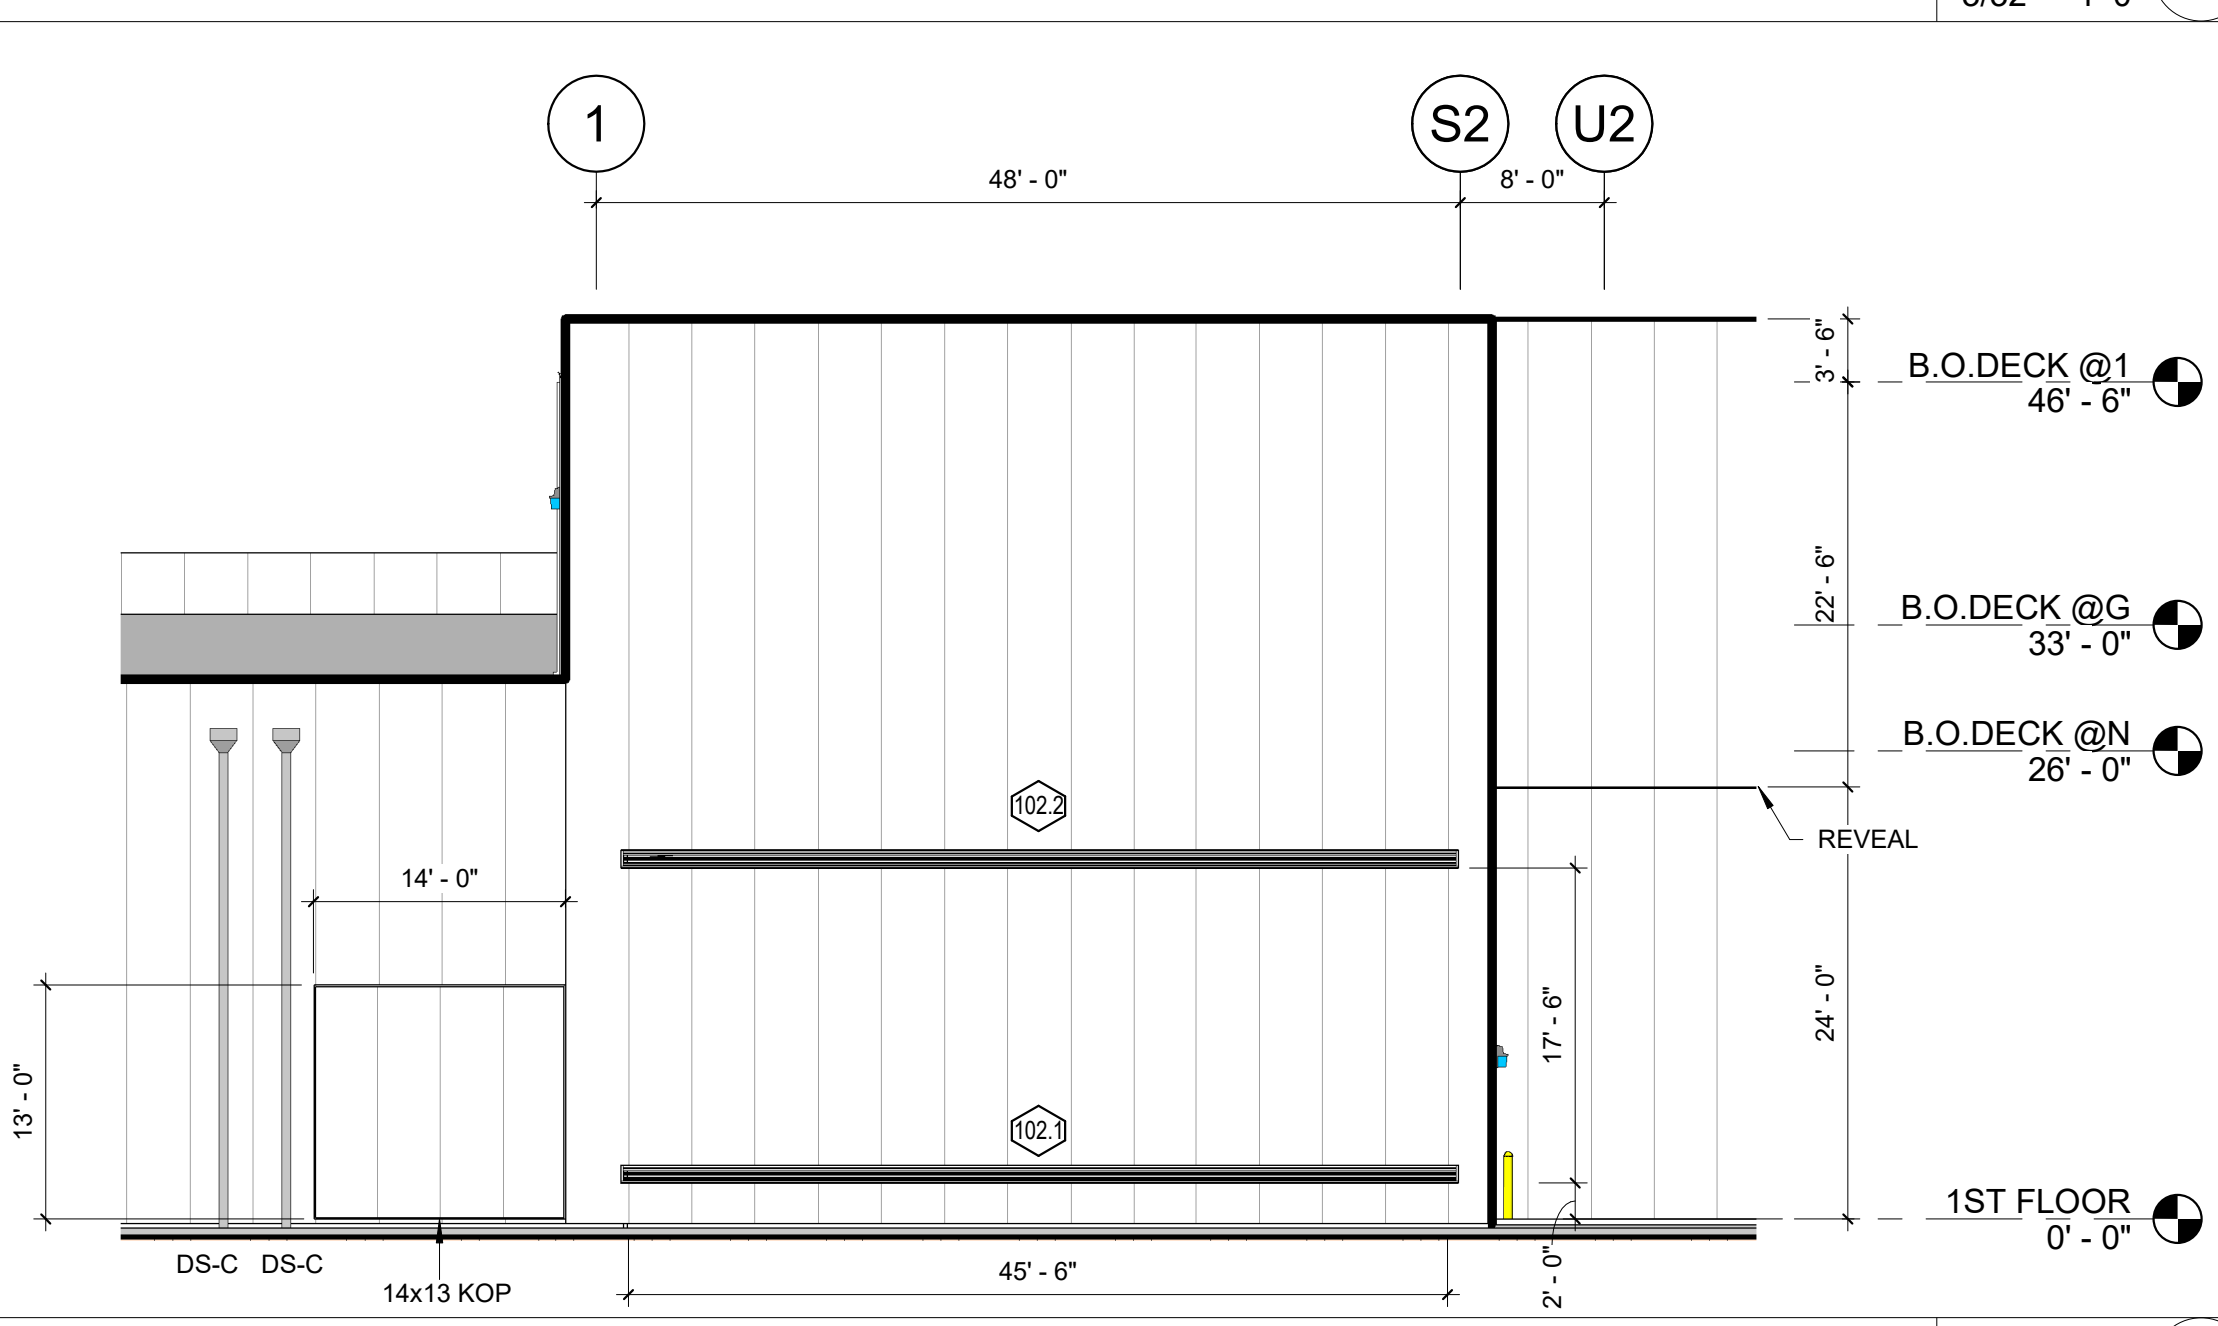 1
S2
U2
48' - 0"
8' - 0"
3' - 6"
B.O.DECK @1
46' - 6"
22' - 6"
B.O.DECK @G
33' - 0"
B.O.DECK @N
26' - 0"
102.2
REVEAL
14' - 0"
17' - 6"
24' - 0"
13' - 0"
102.1
1ST FLOOR
0' - 0"
DS-C
DS-C
14x13 KOP
45' - 6"
2' - 0"